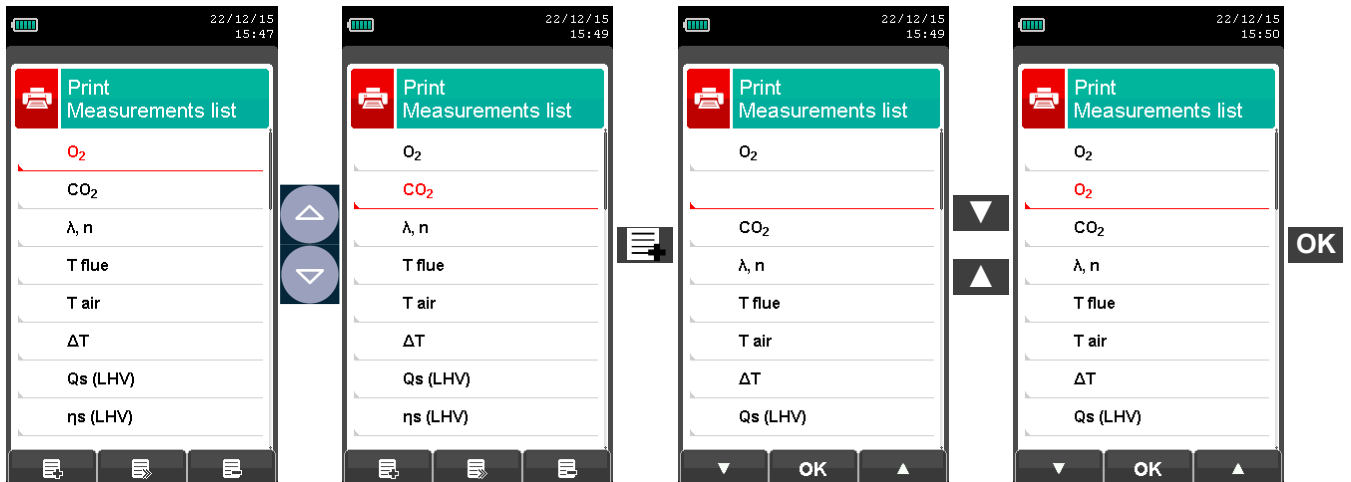 22/12/15
15:47
Print
Measurements list
O₂
CO₂
λ, n
T flue
T air
ΔT
Qs (LHV)
ηs (LHV)
22/12/15
15:49
Print
Measurements list
O₂
CO₂
λ, n
T flue
T air
ΔT
Qs (LHV)
ηs (LHV)
22/12/15
15:49
Print
Measurements list
O₂
CO₂
λ, n
T flue
T air
ΔT
Qs (LHV)
OK
22/12/15
15:50
Print
Measurements list
O₂
O₂
CO₂
λ, n
T flue
T air
ΔT
Qs (LHV)
OK
OK